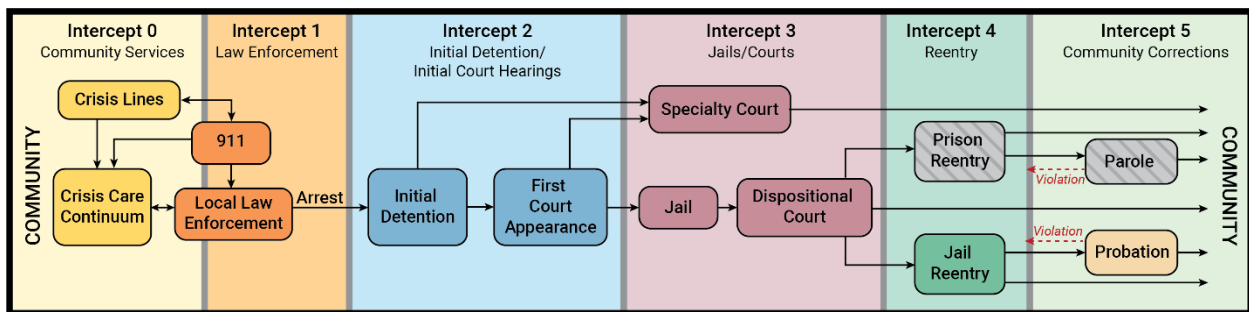 Intercept 0
Community Services
Intercept 1
Law Enforcement
Intercept 2
Initial Detention/
Initial Court Hearings
Intercept 3
Jails/Courts
Intercept 4
Reentry
Intercept 5
Community Corrections
COMMUNITY
Crisis Lines
911
Crisis Care
Continuum
Local Law
Enforcement
Arrest
Initial
Detention
First
Court
Appearance
Specialty Court
Jail
Dispositional
Court
Prison
Reentry
Violation
Parole
Jail
Reentry
Violation
Probation
COMMUNITY